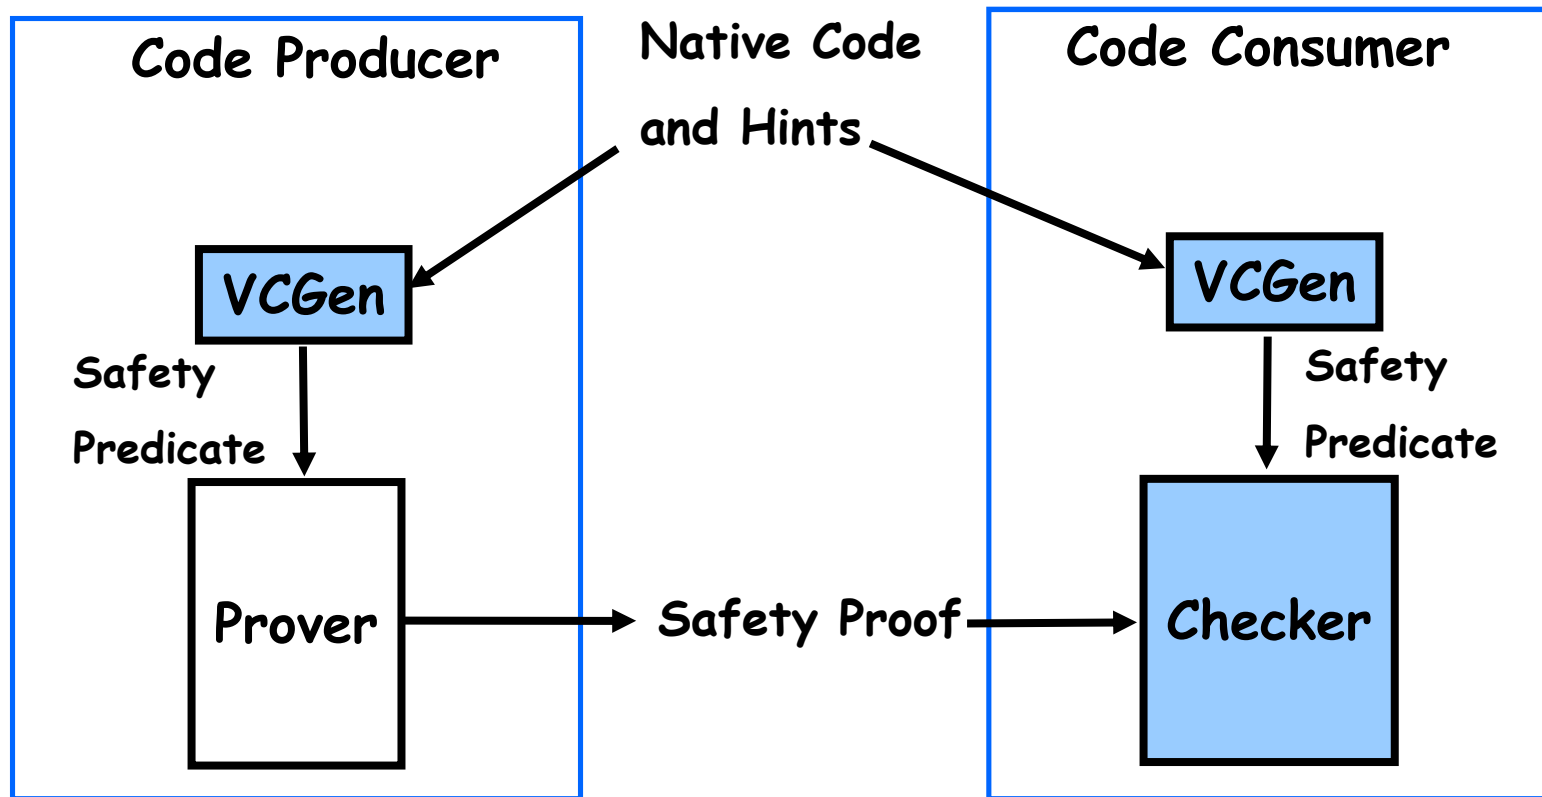 Code Producer
Native Code
and Hints
Code Consumer
VCGen
VCGen
Safety
Predicate
Safety
Predicate
Prover
Safety Proof
Checker